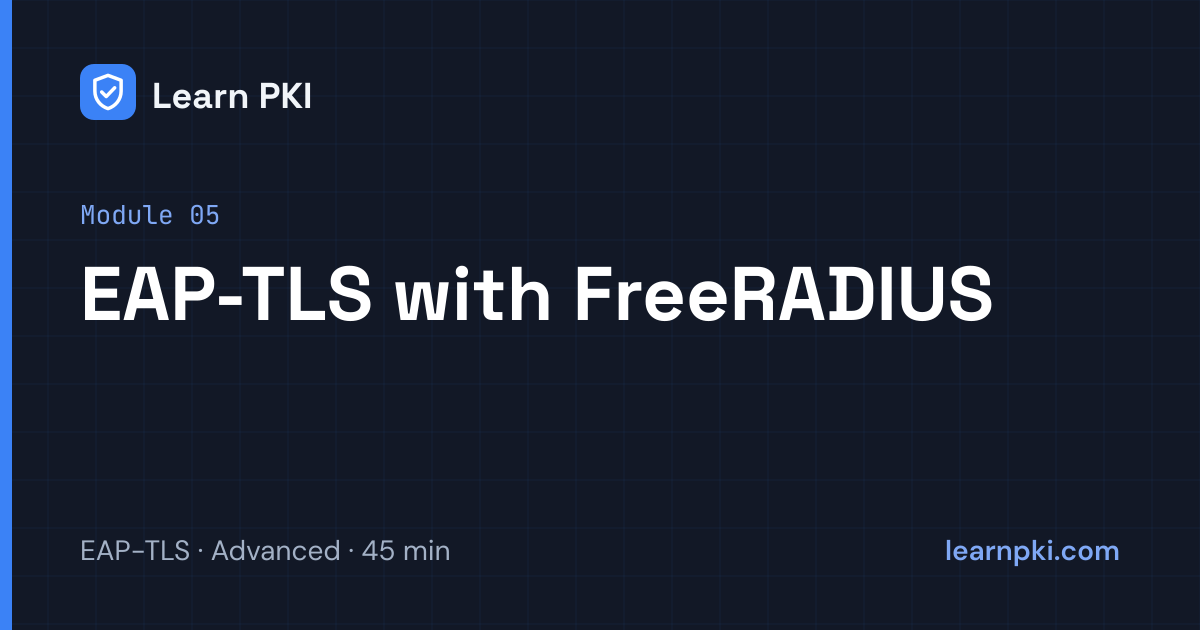 Learn PKI
Module 05
EAP-TLS with FreeRADIUS
EAP-TLS · Advanced · 45 min
learnpki.com